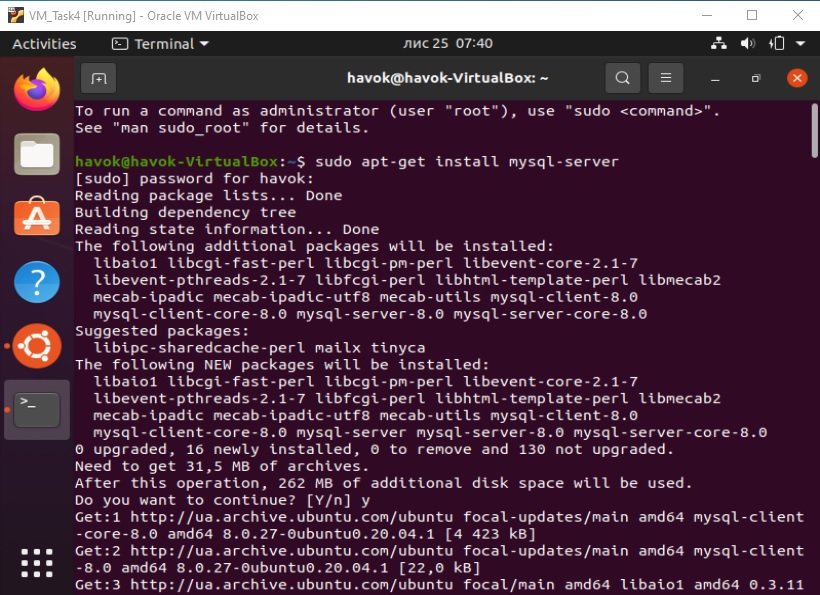 VM_Task4 [Running] - Oracle VM VirtualBox
Activities Terminal лис 25 07:40
havok@havok-VirtualBox: ~
To run a command as administrator (user "root"), use "sudo <command>".
See "man sudo_root" for details.
havok@havok-VirtualBox:~$ sudo apt-get install mysql-server
[sudo] password for havok:
Reading package lists... Done
Building dependency tree
Reading state information... Done
The following additional packages will be installed:
libaio1 libcgi-fast-perl libcgi-pm-perl libevent-core-2.1-7
libevent-pthreads-2.1-7 libfcgi-perl libhtml-template-perl libmecab2
mecab-ipadic mecab-ipadic-utf8 mecab-utils mysql-client-8.0
mysql-client-core-8.0 mysql-server-8.0 mysql-server-core-8.0
Suggested packages:
libipc-sharedcache-perl mailx tinyca
The following NEW packages will be installed:
libaio1 libcgi-fast-perl libcgi-pm-perl libevent-core-2.1-7
libevent-pthreads-2.1-7 libfcgi-perl libhtml-template-perl libmecab2
mecab-ipadic mecab-ipadic-utf8 mecab-utils mysql-client-8.0
mysql-client-core-8.0 mysql-server mysql-server-8.0 mysql-server-core-8.0
0 upgraded, 16 newly installed, 0 to remove and 130 not upgraded.
Need to get 31,5 MB of archives.
After this operation, 262 MB of additional disk space will be used.
Do you want to continue? [Y/n] y
Get:1 http://ua.archive.ubuntu.com/ubuntu focal-updates/main amd64 mysql-client
-core-8.0 amd64 8.0.27-0ubuntu0.20.04.1 [4 423 kB]
Get:2 http://ua.archive.ubuntu.com/ubuntu focal-updates/main amd64 mysql-client
-8.0 amd64 8.0.27-0ubuntu0.20.04.1 [22,0 kB]
Get:3 http://ua.archive.ubuntu.com/ubuntu focal/main amd64 libaio1 amd64 0.3.11